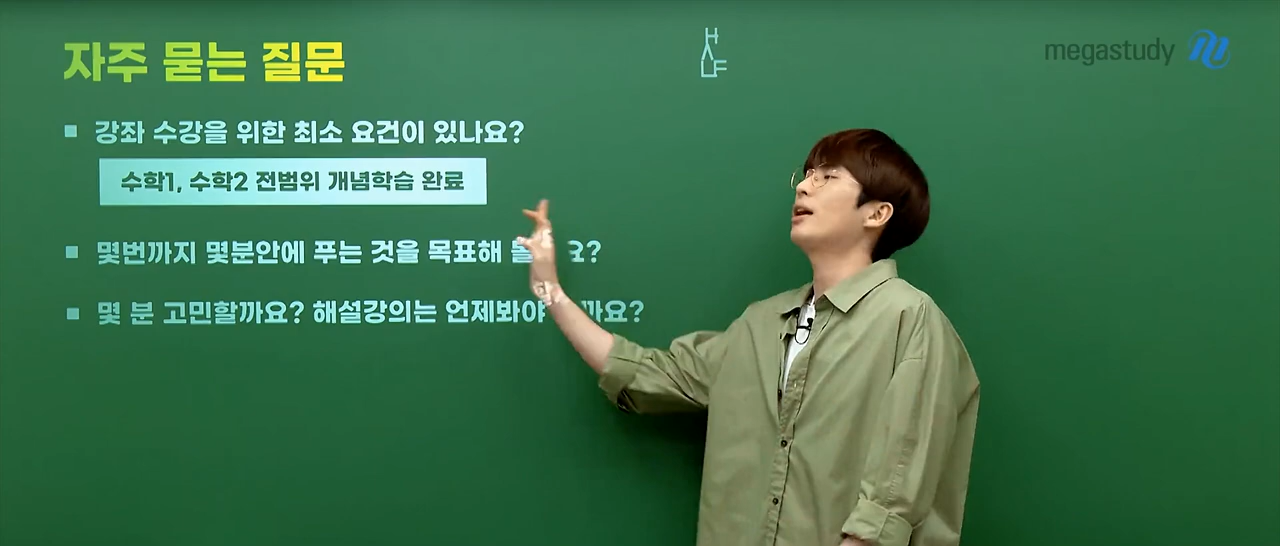 자주 묻는 질문
HALF
megastudy
강좌 수강을 위한 최소 요건이 있나요?
수학1, 수학2 전범위 개념학습 완료
몇번까지 몇분안에 푸는 것을 목표해 요?
몇 분 고민할까요? 해설강의는 언제봐야 까요?